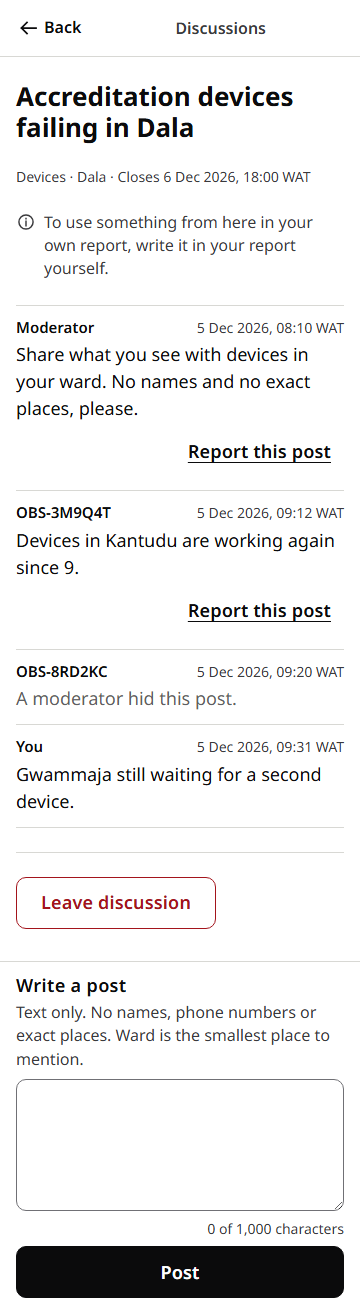 Back
Discussions
Accreditation devices
failing in Dala
Devices · Dala · Closes 6 Dec 2026, 18:00 WAT
To use something from here in your
own report, write it in your report
yourself.
Moderator 5 Dec 2026, 08:10 WAT
Share what you see with devices in
your ward. No names and no exact
places, please.
Report this post
OBS-3M9Q4T 5 Dec 2026, 09:12 WAT
Devices in Kantudu are working again
since 9.
Report this post
OBS-8RD2KC 5 Dec 2026, 09:20 WAT
A moderator hid this post.
You 5 Dec 2026, 09:31 WAT
Gwammaja still waiting for a second
device.
Leave discussion
Write a post
Text only. No names, phone numbers or
exact places. Ward is the smallest place to
mention.
0 of 1,000 characters
Post